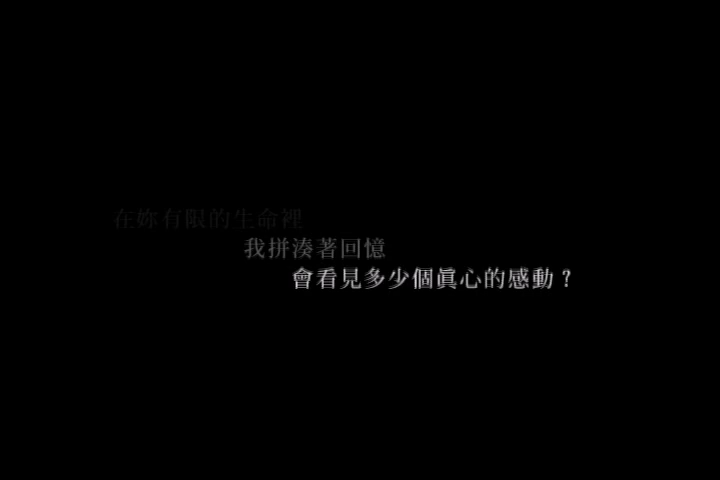 在妳有限的生命裡
我拼湊著回憶
會看見多少個眞心的感動？